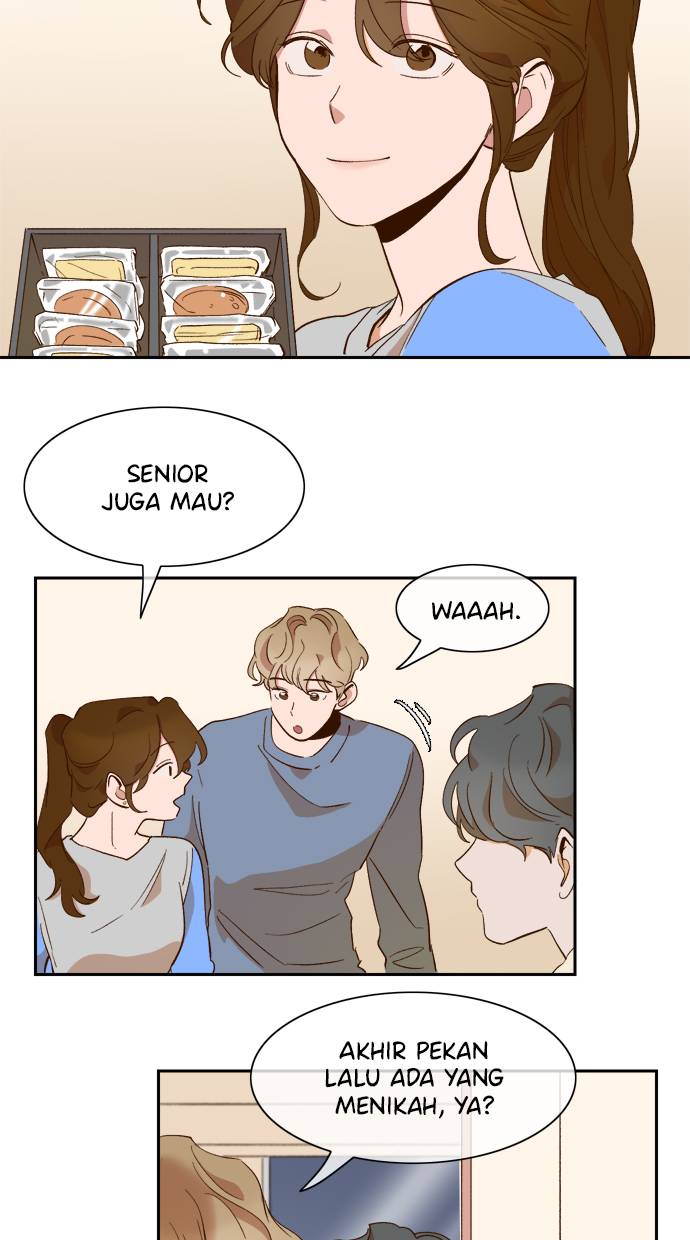 SENIOR
JUGA MAU?
WAAAH.
AKHIR PEKAN
LALU ADA YANG
MENIKAH, YA?